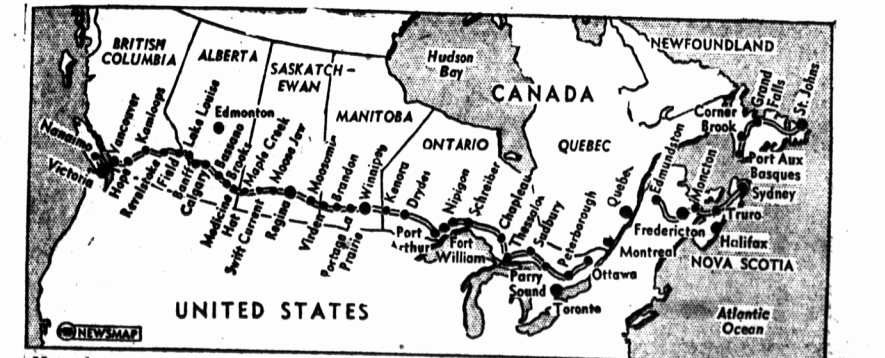 BRITISH
COLUMBIA
ALBERTA
SASKATCH-
EWAN
MANITOBA
ONTARIO
QUEBEC
NEWFOUNDLAND
CANADA
Hudson
Bay
Nanaimo
Victoria
Vancouver
Hope
Kamloops
Revelstoke
Field
Lake Louise
Banff
Calgary
Edmonton
Bassano
Brooks
Medicine
Hat
Maple Creek
Swift Current
Moose Jaw
Regina
Moosomin
Virden
Brandon
Portage La
Prairie
Winnipeg
Kenora
Dryden
Port
Arthur
Fort
William
Nipigon
Schreiber
Chapleau
Thessalon
Sudbury
Parry
Sound
Toronto
Peterborough
Ottawa
Montreal
Quebec
Edmundston
Fredericton
Moncton
Truro
Halifax
Sydney
NOVA SCOTIA
Corner
Brook
Grand
Falls
St. Johns
Port Aux
Basques
UNITED STATES
Atlantic
Ocean
NEWSMAP